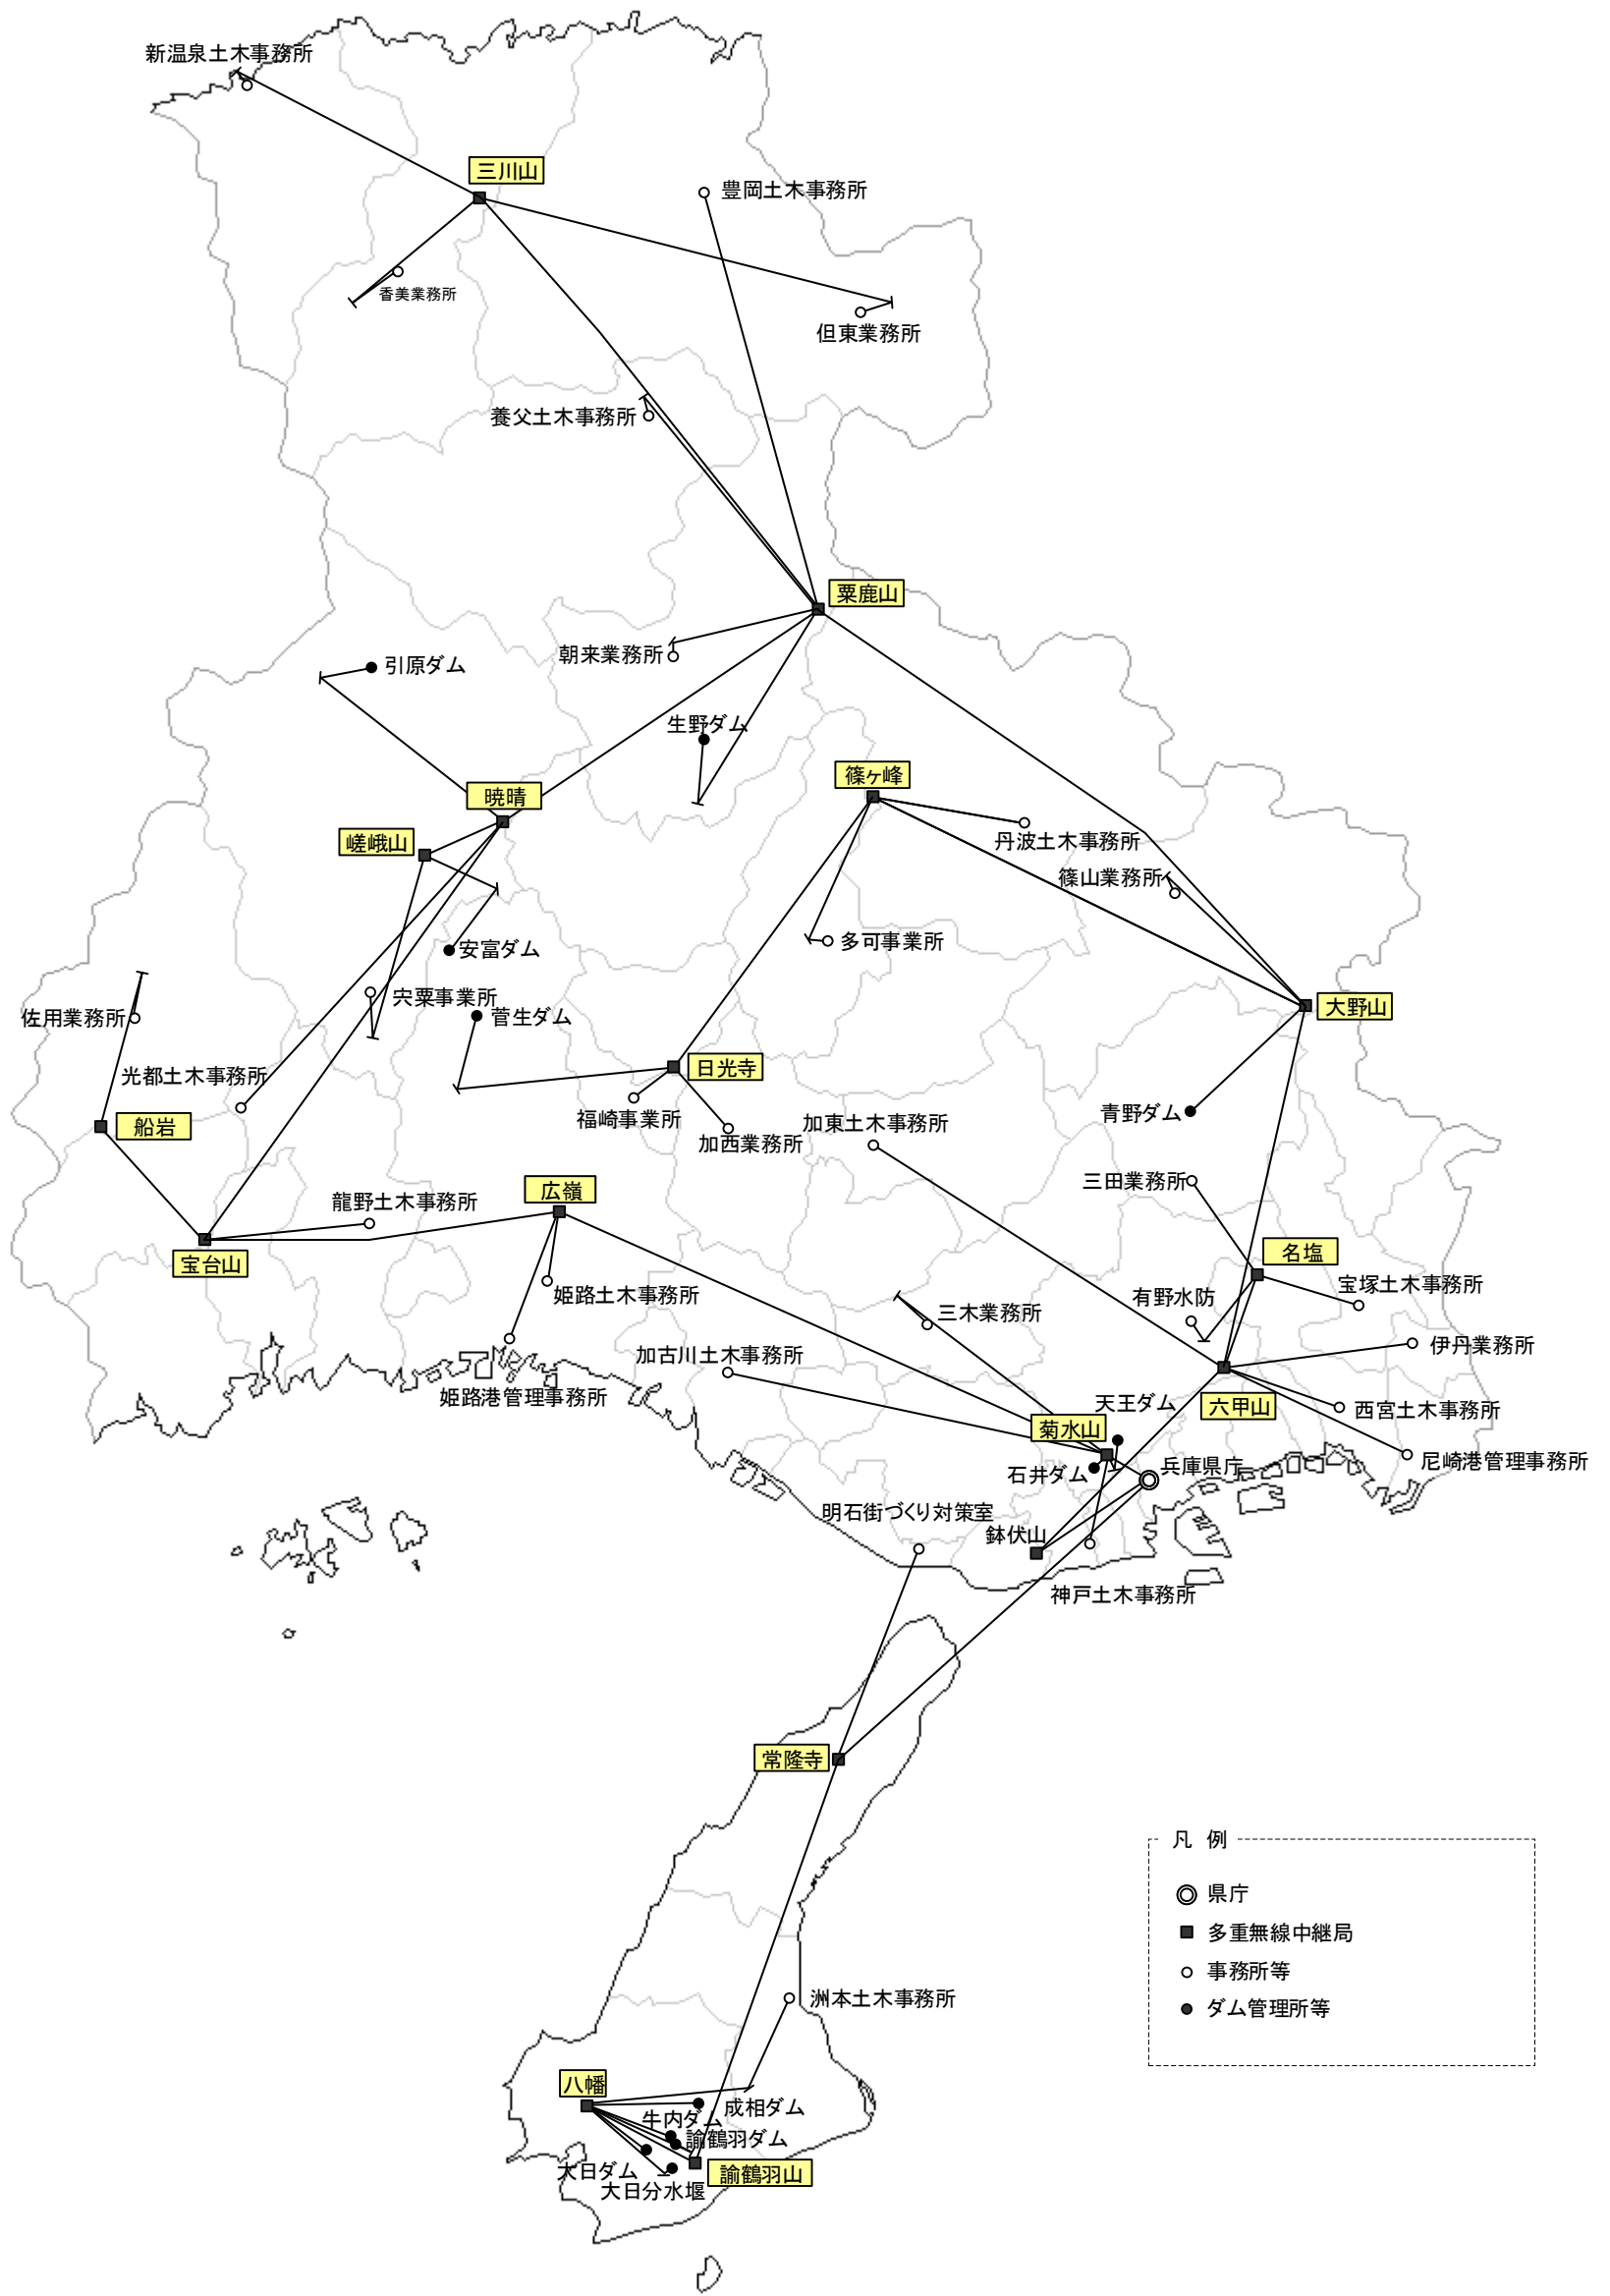 新温泉土木事務所
三川山
豊岡土木事務所
香美業務所
但東業務所
養父土木事務所
粟鹿山
朝来業務所
引原ダム
生野ダム
篠ヶ峰
暁晴
嵯峨山
丹波土木事務所
篠山業務所
多可事業所
安富ダム
宍粟事業所
大野山
佐用業務所
菅生ダム
光都土木事務所
日光寺
船岩
福崎事業所
加西業務所
加東土木事務所
青野ダム
三田業務所
龍野土木事務所
広嶺
宝台山
名塩
姫路土木事務所
有野水防
宝塚土木事務所
三木業務所
伊丹業務所
加古川土木事務所
姫路港管理事務所
天王ダム
六甲山
西宮土木事務所
菊水山
石井ダム
兵庫県庁
尼崎港管理事務所
明石街づくり対策室
鉢伏山
神戸土木事務所
常隆寺
凡 例
県庁
多重無線中継局
事務所等
ダム管理所等
洲本土木事務所
八幡
成相ダム
牛内ダム
諭鶴羽ダム
大日ダム
諭鶴羽山
大日分水堰